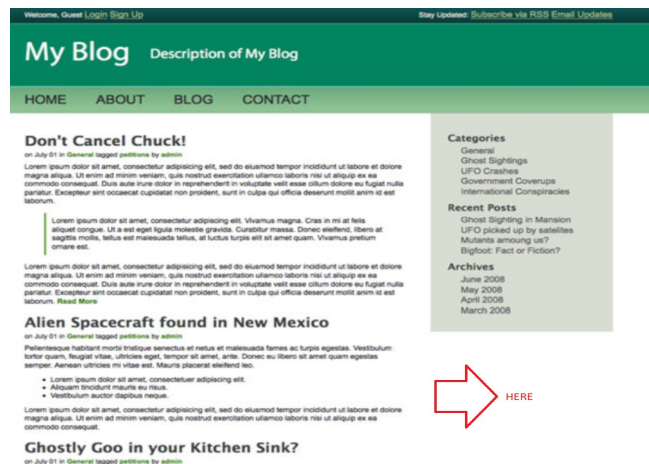 Welcome, Guest Login Sign Up
Stay Updated: Subscribe via RSS Email Updates
My Blog
Description of My Blog
HOME ABOUT BLOG CONTACT
Don't Cancel Chuck!
on July 01 in General tagged petitions by admin
Lorem ipsum dolor sit amet, consectetur adipisicing elit, sed do eiusmod tempor incididunt ut labore et dolore
magna aliqua. Ut enim ad minim veniam, quis nostrud exercitation ullamco laboris nisi ut aliquip ex ea
commodo consequat. Duis aute irure dolor in reprehenderit in voluptate velit esse cillum dolore eu fugiat nulla
pariatur. Excepteur sint occaecat cupidatat non proident, sunt in culpa qui officia deserunt mollit anim id est
laborum.
Lorem ipsum dolor sit amet, consectetur adipiscing elit. Vivamus magna. Cras in mi at felis
aliquet congue. Ut a est eget ligula molestie gravida. Curabitur massa. Donec eleifend, libero at
sagittis mollis, tellus est malesuada tellus, at luctus turpis elit sit amet quam. Vivamus pretium
ornare est.
Lorem ipsum dolor sit amet, consectetur adipisicing elit, sed do eiusmod tempor incididunt ut labore et dolore
magna aliqua. Ut enim ad minim veniam, quis nostrud exercitation ullamco laboris nisi ut aliquip ex ea
commodo consequat. Duis aute irure dolor in reprehenderit in voluptate velit esse cillum dolore eu fugiat nulla
pariatur. Excepteur sint occaecat cupidatat non proident, sunt in culpa qui officia deserunt mollit anim id est
laborum. Read More
Alien Spacecraft found in New Mexico
on July 01 in General tagged petitions by admin
Pellentesque habitant morbi tristique senectus et netus et malesuada fames ac turpis egestas. Vestibulum
tortor quam, feugiat vitae, ultricies eget, tempor sit amet, ante. Donec eu libero sit amet quam egestas
semper. Aenean ultricies mi vitae est. Mauris placerat eleifend leo.
• Lorem ipsum dolor sit amet, consectetuer adipiscing elit.
• Aliquam tincidunt mauris eu risus.
• Vestibulum auctor dapibus neque.
Lorem ipsum dolor sit amet, consectetur adipisicing elit, sed do eiusmod tempor incididunt ut labore et dolore
magna aliqua. Ut enim ad minim veniam, quis nostrud exercitation ullamco laboris nisi ut aliquip ex ea
commodo consequat.
Ghostly Goo in your Kitchen Sink?
on July 01 in General tagged petitions by admin
Categories
General
Ghost Sightings
UFO Crashes
Government Coverups
International Conspiracies
Recent Posts
Ghost Sighting in Mansion
UFO picked up by satelites
Mutants amoung us?
Bigfoot: Fact or Fiction?
Archives
June 2008
May 2008
April 2008
March 2008
HERE